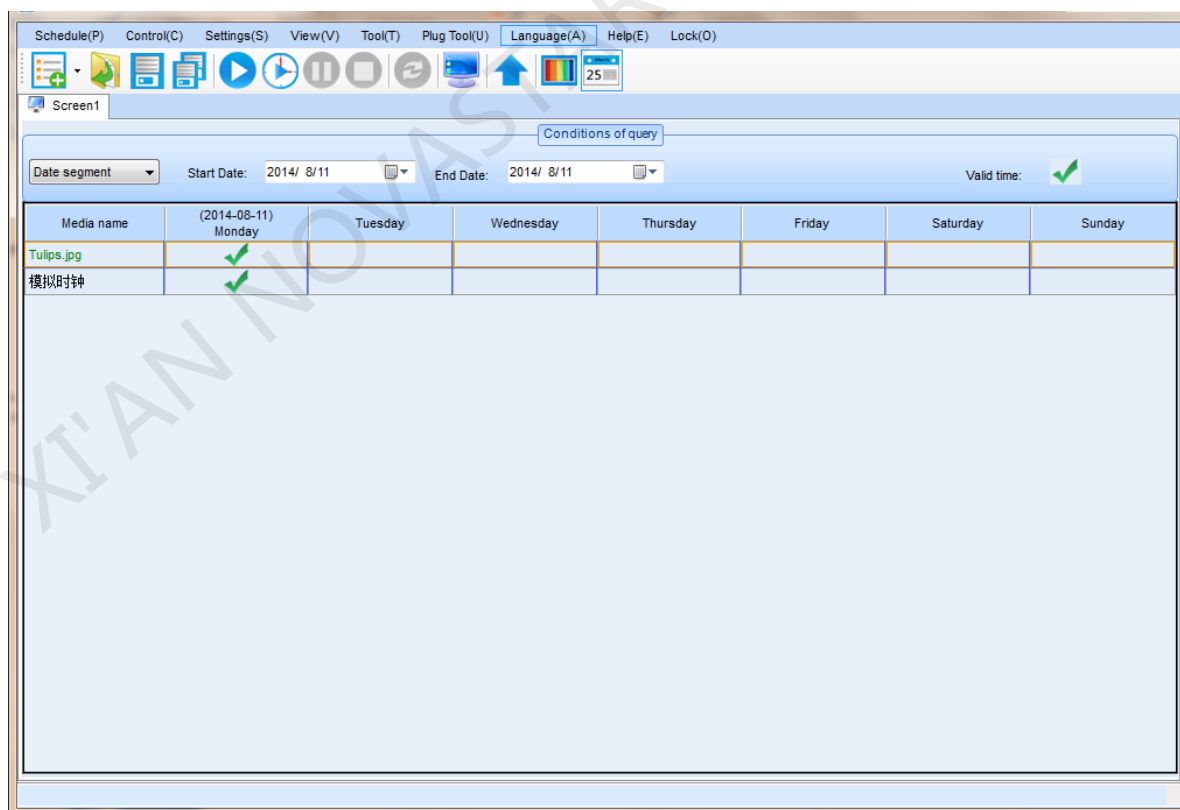 Schedule(P) Control(C) Settings(S) View(V) Tool(T) Plug Tool(U) Language(A) Help(E) Lock(O)
25
Screen1
Conditions of query
Date segment Start Date: 2014/ 8/11 End Date: 2014/ 8/11 Valid time:
Media name (2014-08-11) Tuesday Wednesday Thursday Friday Saturday Sunday
Monday
Tulips.jpg
模拟时钟
XI'AN NOVASTAR